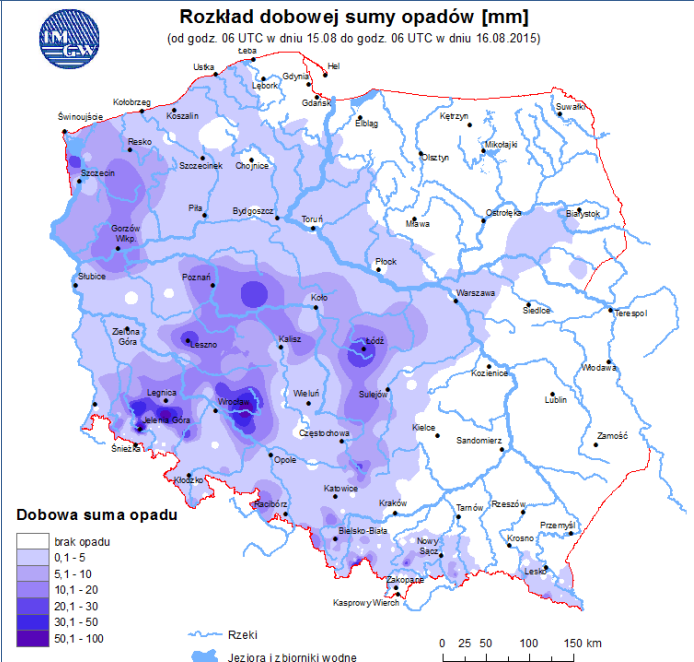 Rozkład dobowej sumy opadów [mm]
(od godz. 06 UTC w dniu 15.08 do godz. 06 UTC w dniu 16.08.2015)
IM
GW
Łeba
Ustka
Hel
Gdynia
Lębork
Gdańsk
Kołobrzeg
Koszalin
Suwałki
Świnoujście
Elbląg
Kętrzyn
Resko
Mikołajki
Szczecinek
Chojnice
Olsztyn
Szczecin
Piła
Bydgoszcz
Toruń
Mława
Ostrołęka
Białystok
Gorzów
Wlkp.
Płock
Słubice
Poznań
Koło
Warszawa
Siedlce
Terespol
Zielona
Góra
Leszno
Kalisz
Łódź
Kozienice
Włodawa
Legnica
Wrocław
Wieluń
Sulejów
Lublin
Jelenia Góra
Częstochowa
Kielce
Sandomierz
Zamość
Śnieżka
Opole
Kłodzko
Katowice
Racibórz
Kraków
Tarnów
Rzeszów
Przemyśl
Bielsko-Biała
Nowy
Sącz
Krosno
Lesko
Zakopane
Kasprowy Wierch
Dobowa suma opadu
brak opadu
0,1 - 5
5,1 - 10
10,1 - 20
20,1 - 30
30,1 - 50
50,1 - 100
Rzeki
Jeziora i zbiorniki wodne
0 25 50 100 150 km